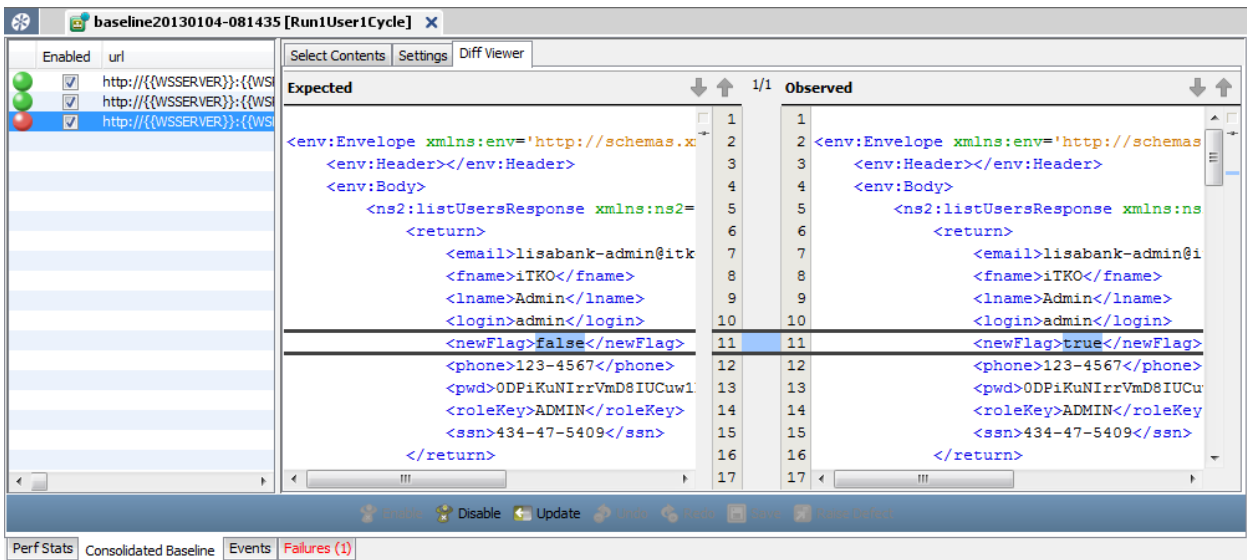 baseline20130104-081435 [Run1User1Cycle] X
Enabled url
http://{{WSSERVER}}:{{WSI
http://{{WSSERVER}}:{{WSI
http://{{WSSERVER}}:{{WSI
Select Contents Settings Diff Viewer
Expected 1/1 Observed
1 1
<env:Envelope xmlns:env='http://schemas.x 2 2 <env:Envelope xmlns:env='http://schemas
<env:Header></env:Header> 3 3 <env:Header></env:Header>
<env:Body> 4 4 <env:Body>
<ns2:listUsersResponse xmlns:ns2= 5 5 <ns2:listUsersResponse xmlns:ns
<return> 6 6 <return>
<email>lisabank-admin@itk 7 7 <email>lisabank-admin@i
<fname>iTKO</fname> 8 8 <fname>iTKO</fname>
<lname>Admin</lname> 9 9 <lname>Admin</lname>
<login>admin</login> 10 10 <login>admin</login>
<newFlag>false</newFlag> 11 11 <newFlag>true</newFlag>
<phone>123-4567</phone> 12 12 <phone>123-4567</phone>
<pwd>0DPiKuNIrrVmD8IUCuw1 13 13 <pwd>0DPiKuNIrrVmD8IUCu
<roleKey>ADMIN</roleKey> 14 14 <roleKey>ADMIN</roleKey
<ssn>434-47-5409</ssn> 15 15 <ssn>434-47-5409</ssn>
</return> 16 16 </return>
17 17
Enable Disable Update Undo Save
Perf Stats Consolidated Baseline Events Failures (1)